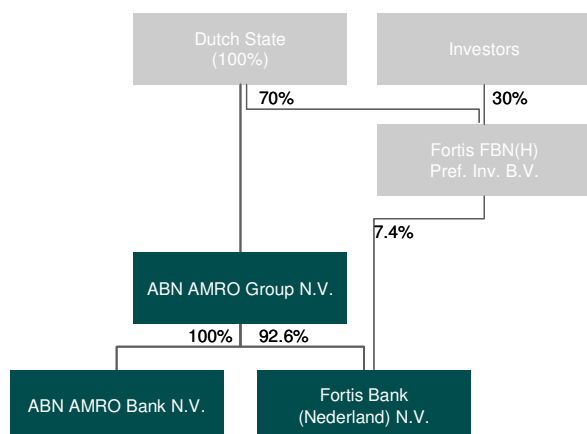 Dutch State
(100%)
Investors
70%
30%
Fortis FBN(H)
Pref. Inv. B.V.
7.4%
ABN AMRO Group N.V.
100%
92.6%
ABN AMRO Bank N.V.
Fortis Bank
(Nederland) N.V.